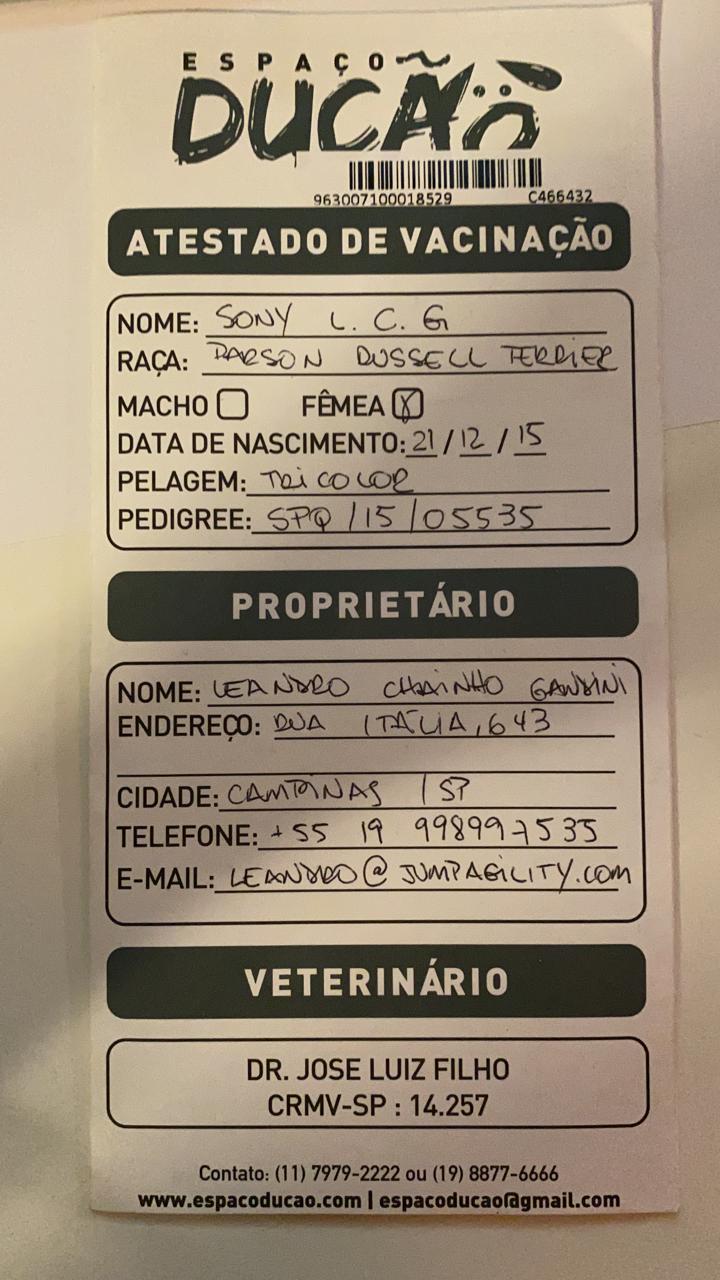 ESPAÇO
DUCÃO
963007100018529 C466432
ATESTADO DE VACINAÇÃO
NOME: SONY L. C. G
RAÇA: PARSON RUSSELL TERRIER
MACHO FÊMEA X
DATA DE NASCIMENTO: 21/12/15
PELAGEM: TRICOLOR
PEDIGREE: SPQ/15/05535
PROPRIETÁRIO
NOME: LEANDRO
ENDEREÇO: RUA ITÁLIA, 643
CIDADE: CAMPINAS / SP
TELEFONE: +55 19 998997535
E-MAIL: LEANDRO@JUMPAGILITY.COM
VETERINÁRIO
DR. JOSE LUIZ FILHO
CRMV-SP : 14.257
Contato: (11) 7979-2222 ou (19) 8877-6666
www.espacoducao.com | espacoducao@gmail.com